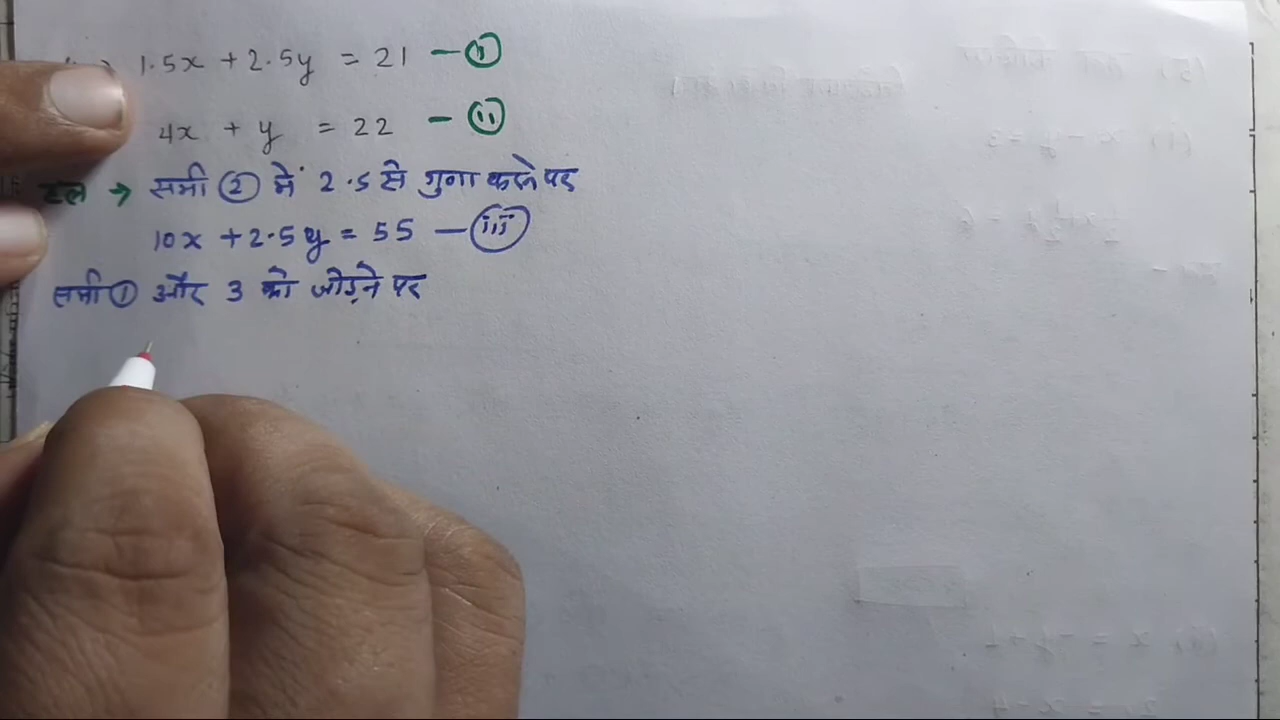 1.5x + 2.5y = 21 — (i)
4x + y = 22 — (ii)
हल → समी (2) में 2.5 से गुणा करने पर
10x + 2.5y = 55 — (iii)
समी (1) और 3 को जोड़ने पर